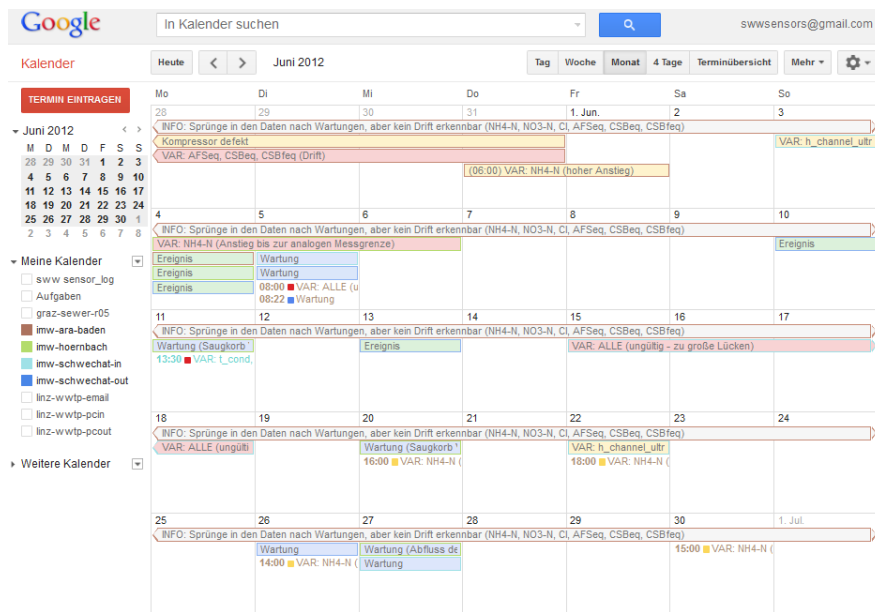 Google
In Kalender suchen
swwsensors@gmail.com
Kalender
Heute
Juni 2012
Tag Woche Monat 4 Tage Terminübersicht Mehr
TERMIN EINTRAGEN
Juni 2012
M D M D F S S
28 29 30 31 1 2 3
4 5 6 7 8 9 10
11 12 13 14 15 16 17
18 19 20 21 22 23 24
25 26 27 28 29 30 1
2 3 4 5 6 7 8
Meine Kalender
sww sensor_log
Aufgaben
graz-sewer-r05
imw-ara-baden
imw-hoernbach
imw-schwechat-in
imw-schwechat-out
linz-wwtp-email
linz-wwtp-pcin
linz-wwtp-pcout
Weitere Kalender
Mo Di Mi Do Fr Sa So
28 29 30 31 1. Jun. 2 3
INFO: Sprünge in den Daten nach Wartungen, aber kein Drift erkennbar (NH4-N, NO3-N, Cl, AFSeq, CSBeq, CSBfeq)
Kompressor defekt VAR: h_channel_ultr
VAR: AFSeq, CSBeq, CSBfeq (Drift)
(06:00) VAR: NH4-N (hoher Anstieg)
4 5 6 7 8 9 10
INFO: Sprünge in den Daten nach Wartungen, aber kein Drift erkennbar (NH4-N, NO3-N, Cl, AFSeq, CSBeq, CSBfeq)
VAR: NH4-N (Anstieg bis zur analogen Messgrenze) Ereignis
Ereignis Wartung
Ereignis Wartung
Ereignis 08:00 VAR: ALLE (u
08:22 Wartung
11 12 13 14 15 16 17
INFO: Sprünge in den Daten nach Wartungen, aber kein Drift erkennbar (NH4-N, NO3-N, Cl, AFSeq, CSBeq, CSBfeq)
Wartung (Saugkorb Ereignis VAR: ALLE (ungültig - zu große Lücken)
13:30 VAR: t_cond,
18 19 20 21 22 23 24
INFO: Sprünge in den Daten nach Wartungen, aber kein Drift erkennbar (NH4-N, NO3-N, Cl, AFSeq, CSBeq, CSBfeq)
VAR: ALLE (ungülti Wartung (Saugkorb VAR: h_channel_ultr
16:00 VAR: NH4-N ( 18:00 VAR: NH4-N (
25 26 27 28 29 30 1. Jul.
INFO: Sprünge in den Daten nach Wartungen, aber kein Drift erkennbar (NH4-N, NO3-N, Cl, AFSeq, CSBeq, CSBfeq)
Wartung Wartung (Abfluss de 15:00 VAR: NH4-N (
14:00 VAR: NH4-N ( Wartung